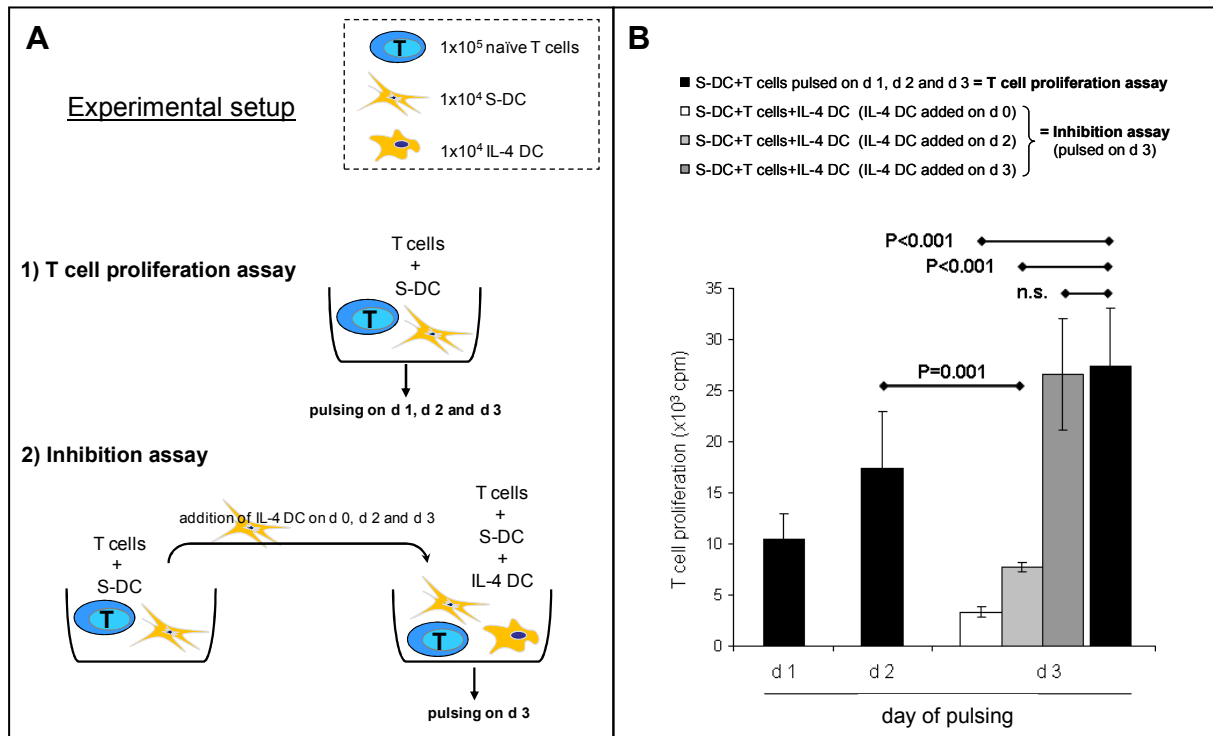 A
Experimental setup
T
1x10⁵ naïve T cells
1x10⁴ S-DC
1x10⁴ IL-4 DC
1) T cell proliferation assay
T cells
+
S-DC
T
pulsing on d 1, d 2 and d 3
2) Inhibition assay
addition of IL-4 DC on d 0, d 2 and d 3
T cells
+
S-DC
T
T cells
+
S-DC
+
IL-4 DC
T
pulsing on d 3
B
S-DC+T cells pulsed on d 1, d 2 and d 3 = T cell proliferation assay
S-DC+T cells+IL-4 DC (IL-4 DC added on d 0)
S-DC+T cells+IL-4 DC (IL-4 DC added on d 2)
S-DC+T cells+IL-4 DC (IL-4 DC added on d 3)
= Inhibition assay
(pulsed on d 3)
P<0.001
P<0.001
n.s.
P=0.001
T cell proliferation (x10³ cpm)
35
30
25
20
15
10
5
0
d 1
d 2
d 3
day of pulsing